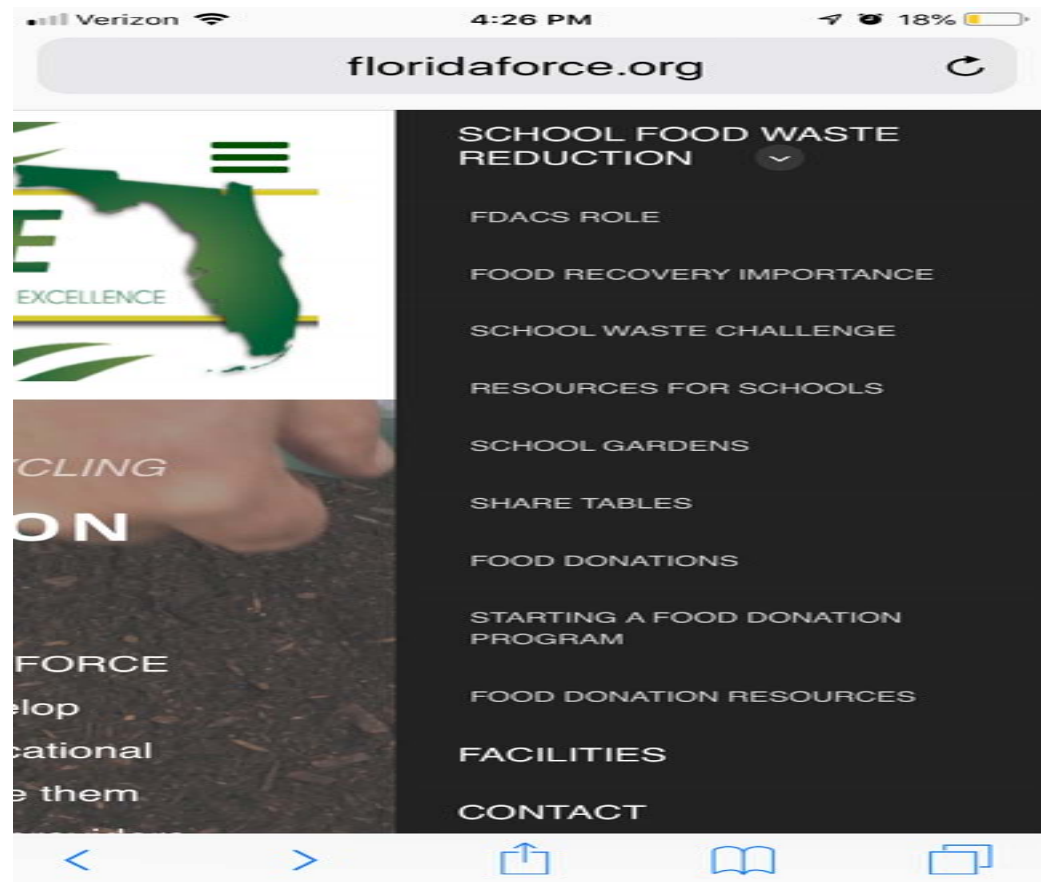 Verizon 4:26 PM 18%
floridaforce.org
E
EXCELLENCE
CYCLING
ON
FORCE
elop
cational
e them
SCHOOL FOOD WASTE
REDUCTION
FDACS ROLE
FOOD RECOVERY IMPORTANCE
SCHOOL WASTE CHALLENGE
RESOURCES FOR SCHOOLS
SCHOOL GARDENS
SHARE TABLES
FOOD DONATIONS
STARTING A FOOD DONATION
PROGRAM
FOOD DONATION RESOURCES
FACILITIES
CONTACT